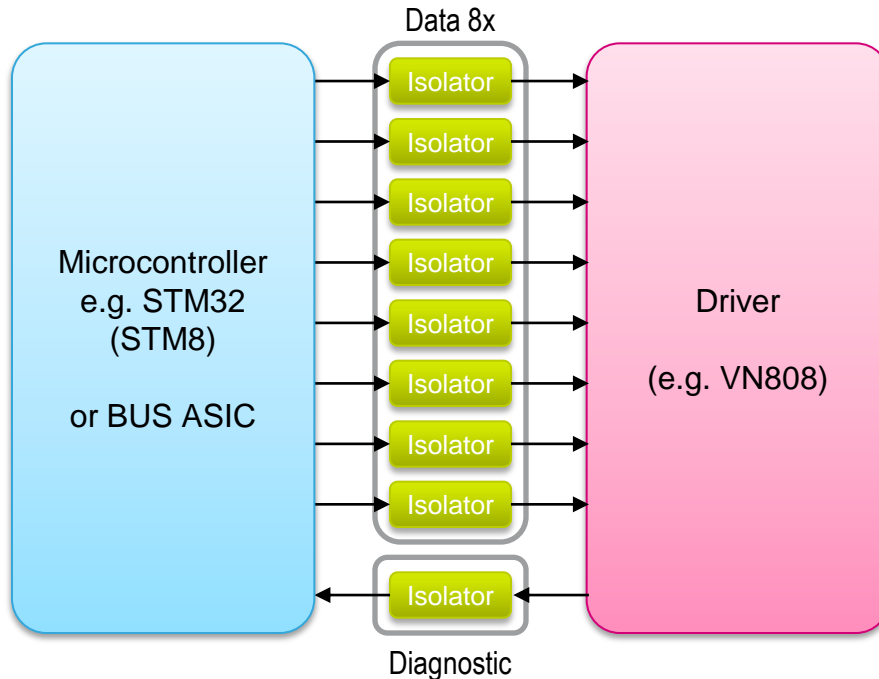 Data 8x
Isolator
Isolator
Isolator
Isolator
Isolator
Isolator
Isolator
Isolator
Isolator
Microcontroller
e.g. STM32
(STM8)
or BUS ASIC
Driver
(e.g. VN808)
Diagnostic